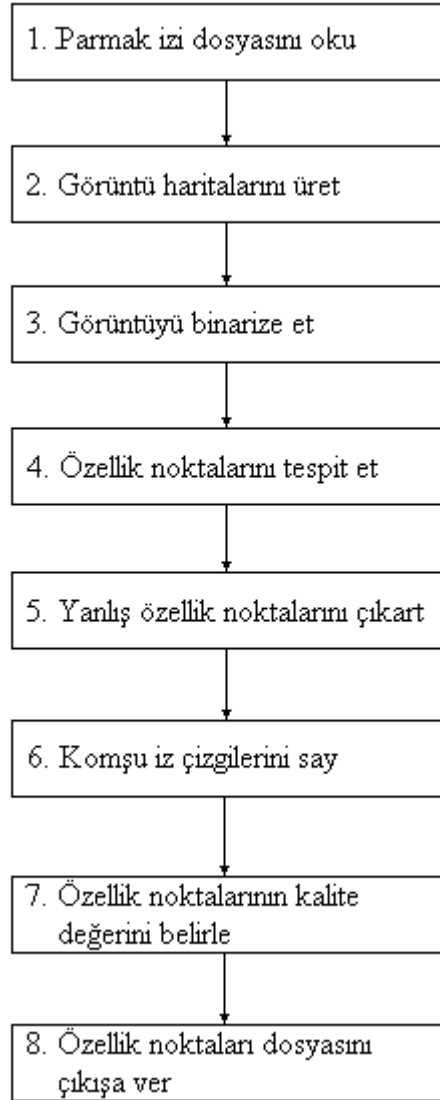 1. Parmak izi dosyasını oku
2. Görüntü haritalarını üret
3. Görüntüyü binarize et
4. Özellik noktalarını tespit et
5. Yanlış özellik noktalarını çıkart
6. Komşu iz çizgilerini say
7. Özellik noktalarının kalite
değerini belirle
8. Özellik noktaları dosyasını
çıkışa ver